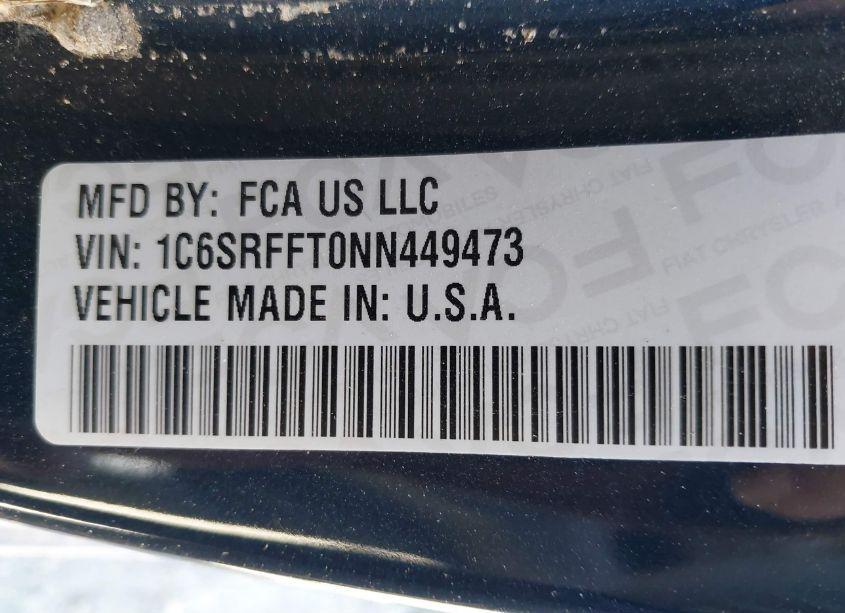 MFD BY: FCA US LLC
VIN: 1C6SRFFT0NN449473
VEHICLE MADE IN: U.S.A.